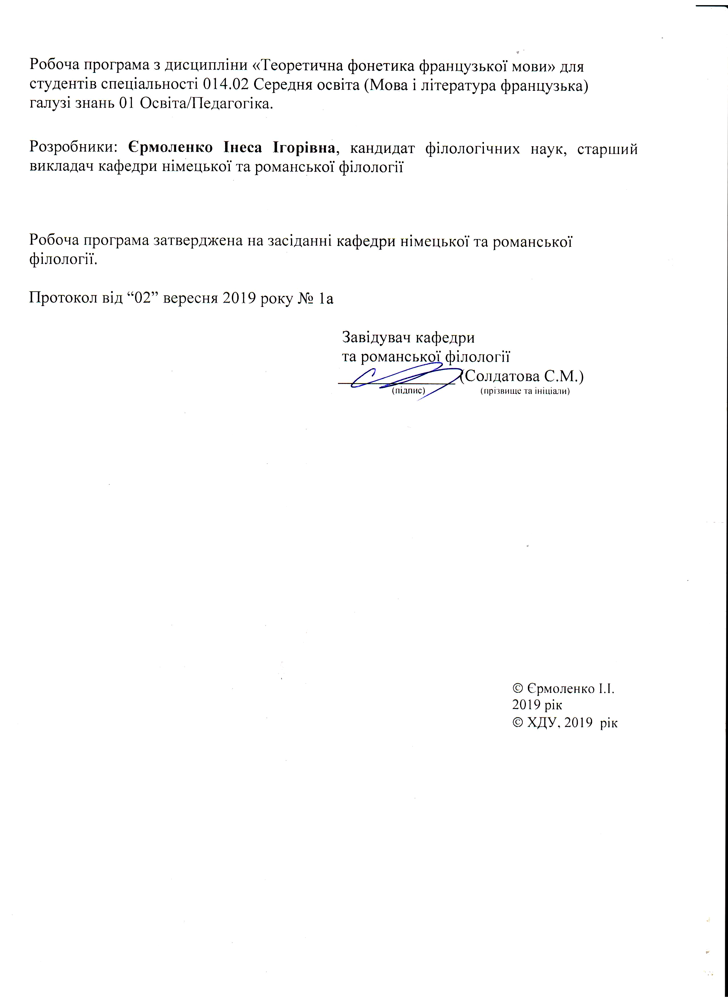 Робоча програма з дисципліни «Теоретична фонетика французької мови» для
студентів спеціальності 014.02 Середня освіта (Мова і література французька)
галузі знань 01 Освіта/Педагогіка.
Розробники: Єрмоленко Інеса Ігорівна, кандидат філологічних наук, старший
викладач кафедри німецької та романської філології
Робоча програма затверджена на засіданні кафедри німецької та романської
філології.
Протокол від “02” вересня 2019 року № 1а
Завідувач кафедри
та романської філології
(Солдатова С.М.)
(підпис) (прізвище та ініціали)
© Єрмоленко І.І.
2019 рік
© ХДУ, 2019 рік